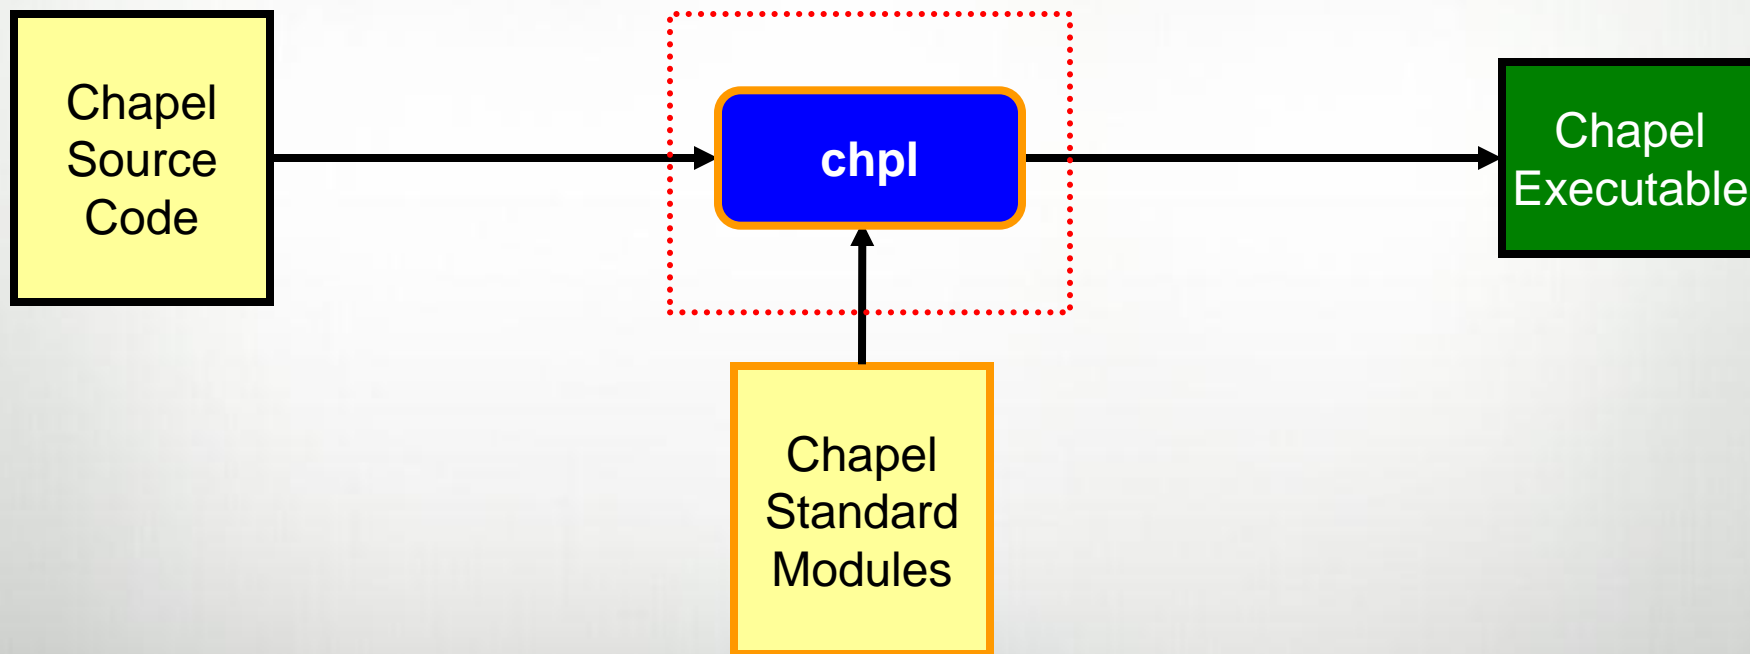 Chapel
Source
Code
chpl
Chapel
Executable
Chapel
Standard
Modules